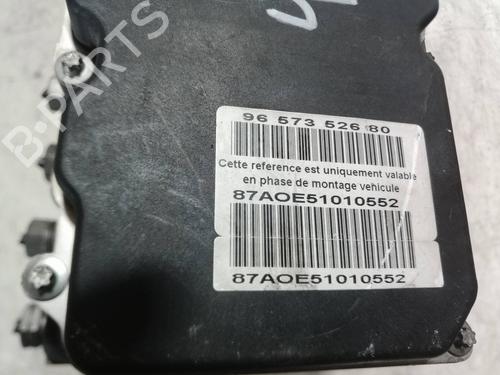 96 573 526 80
Cette reference est uniquement valable
en phase de montage vehicule
87AOE51010552
87AOE51010552
B-PARTS